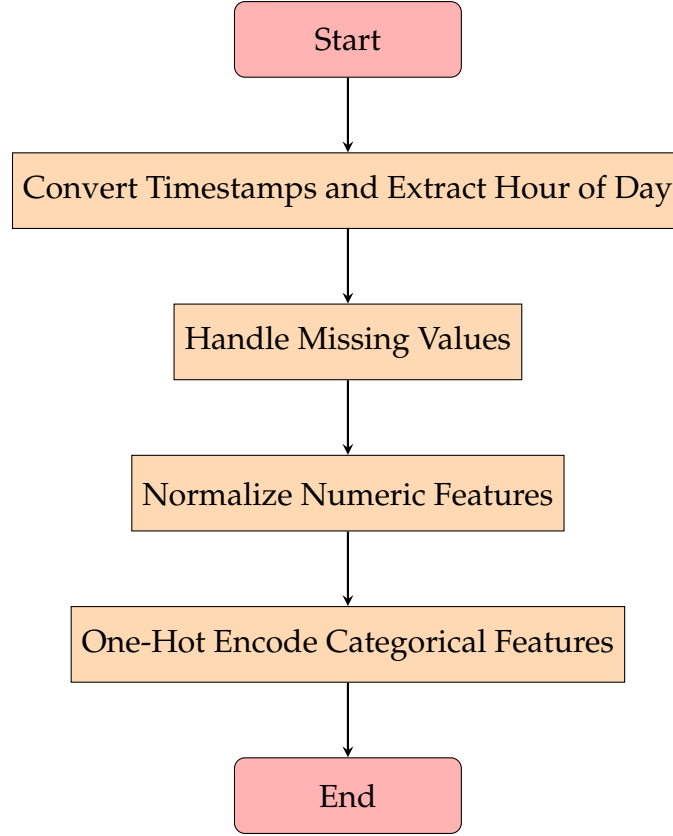 Start
Convert Timestamps and Extract Hour of Day
Handle Missing Values
Normalize Numeric Features
One-Hot Encode Categorical Features
End